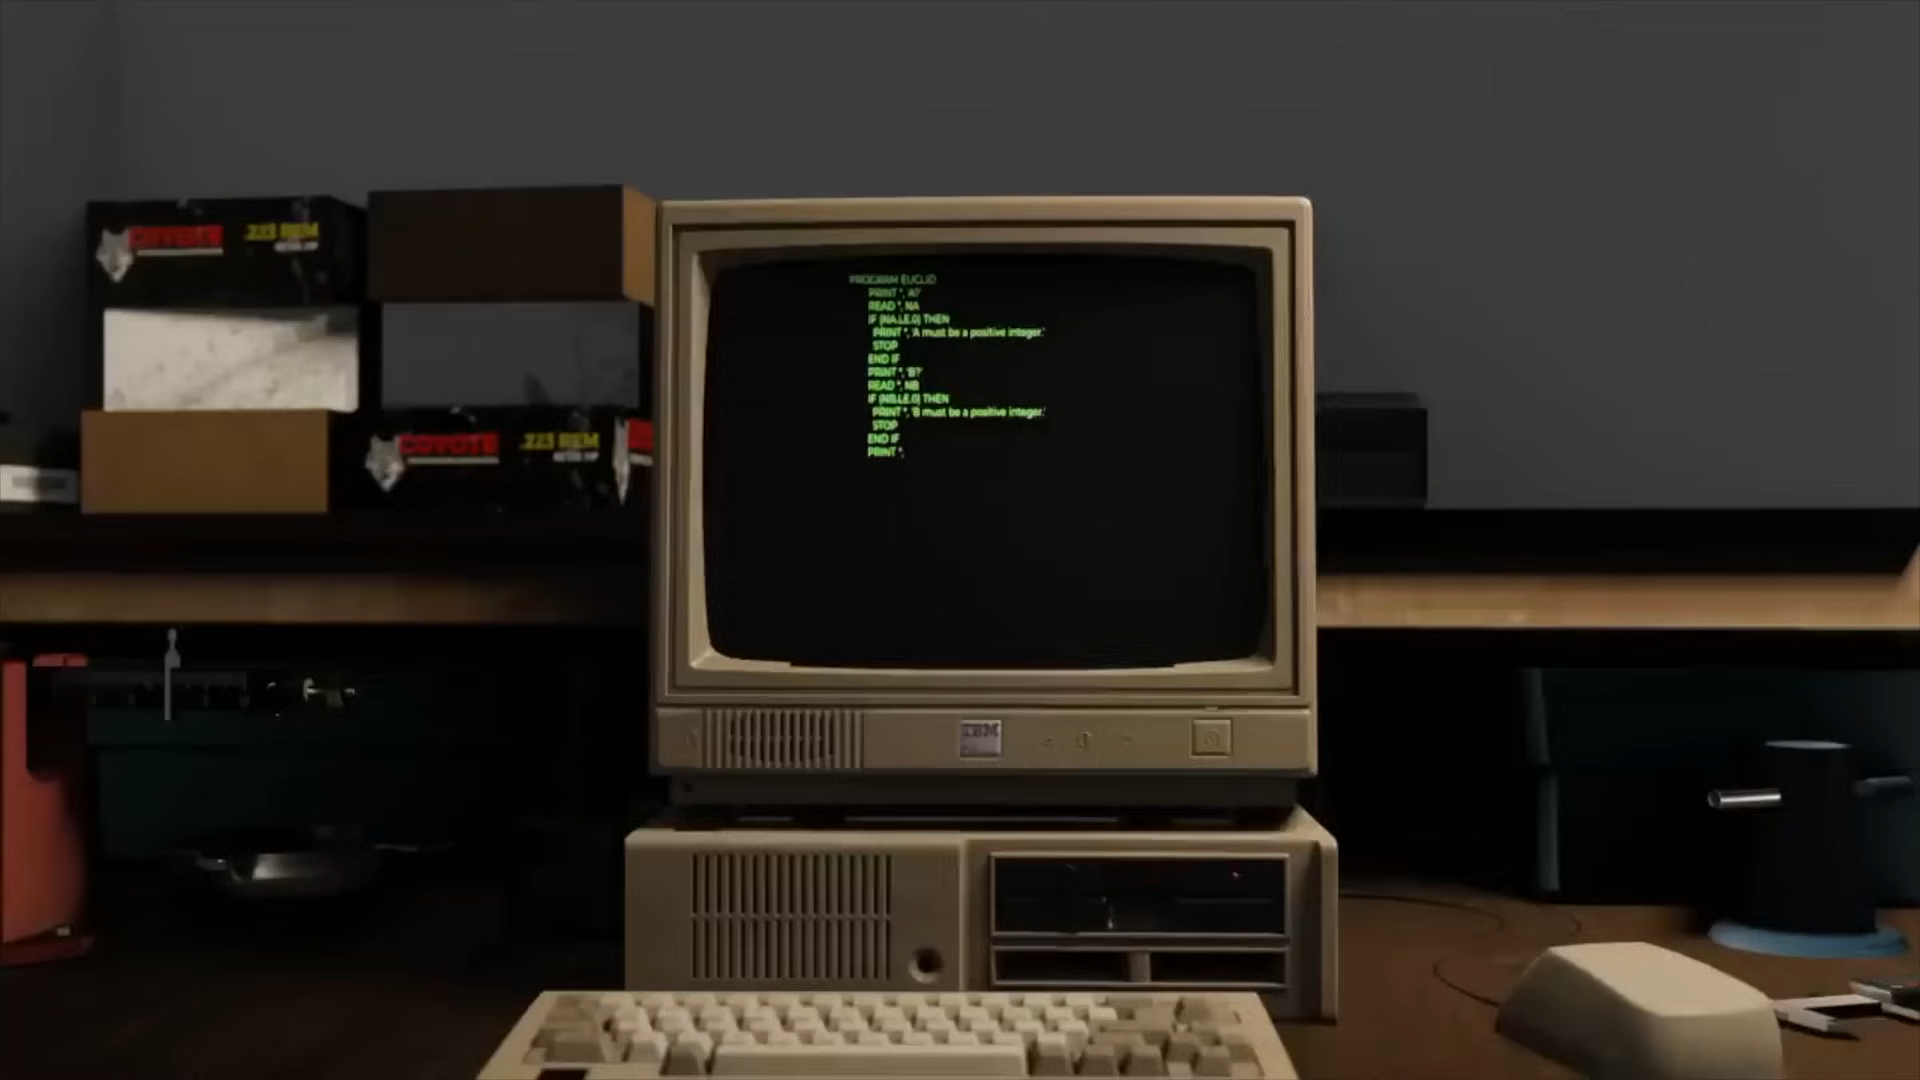 COYOTE .223 REM
PROGRAM EUCLID
PRINT *, 'A?'
READ *, NA
IF (NA.LE.0) THEN
PRINT *, 'A must be a positive integer.'
STOP
END IF
PRINT *, 'B?'
READ *, NB
IF (NB.LE.0) THEN
PRINT *, 'B must be a positive integer.'
STOP
END IF
PRINT *,
COYOTE .223 REM
IBM